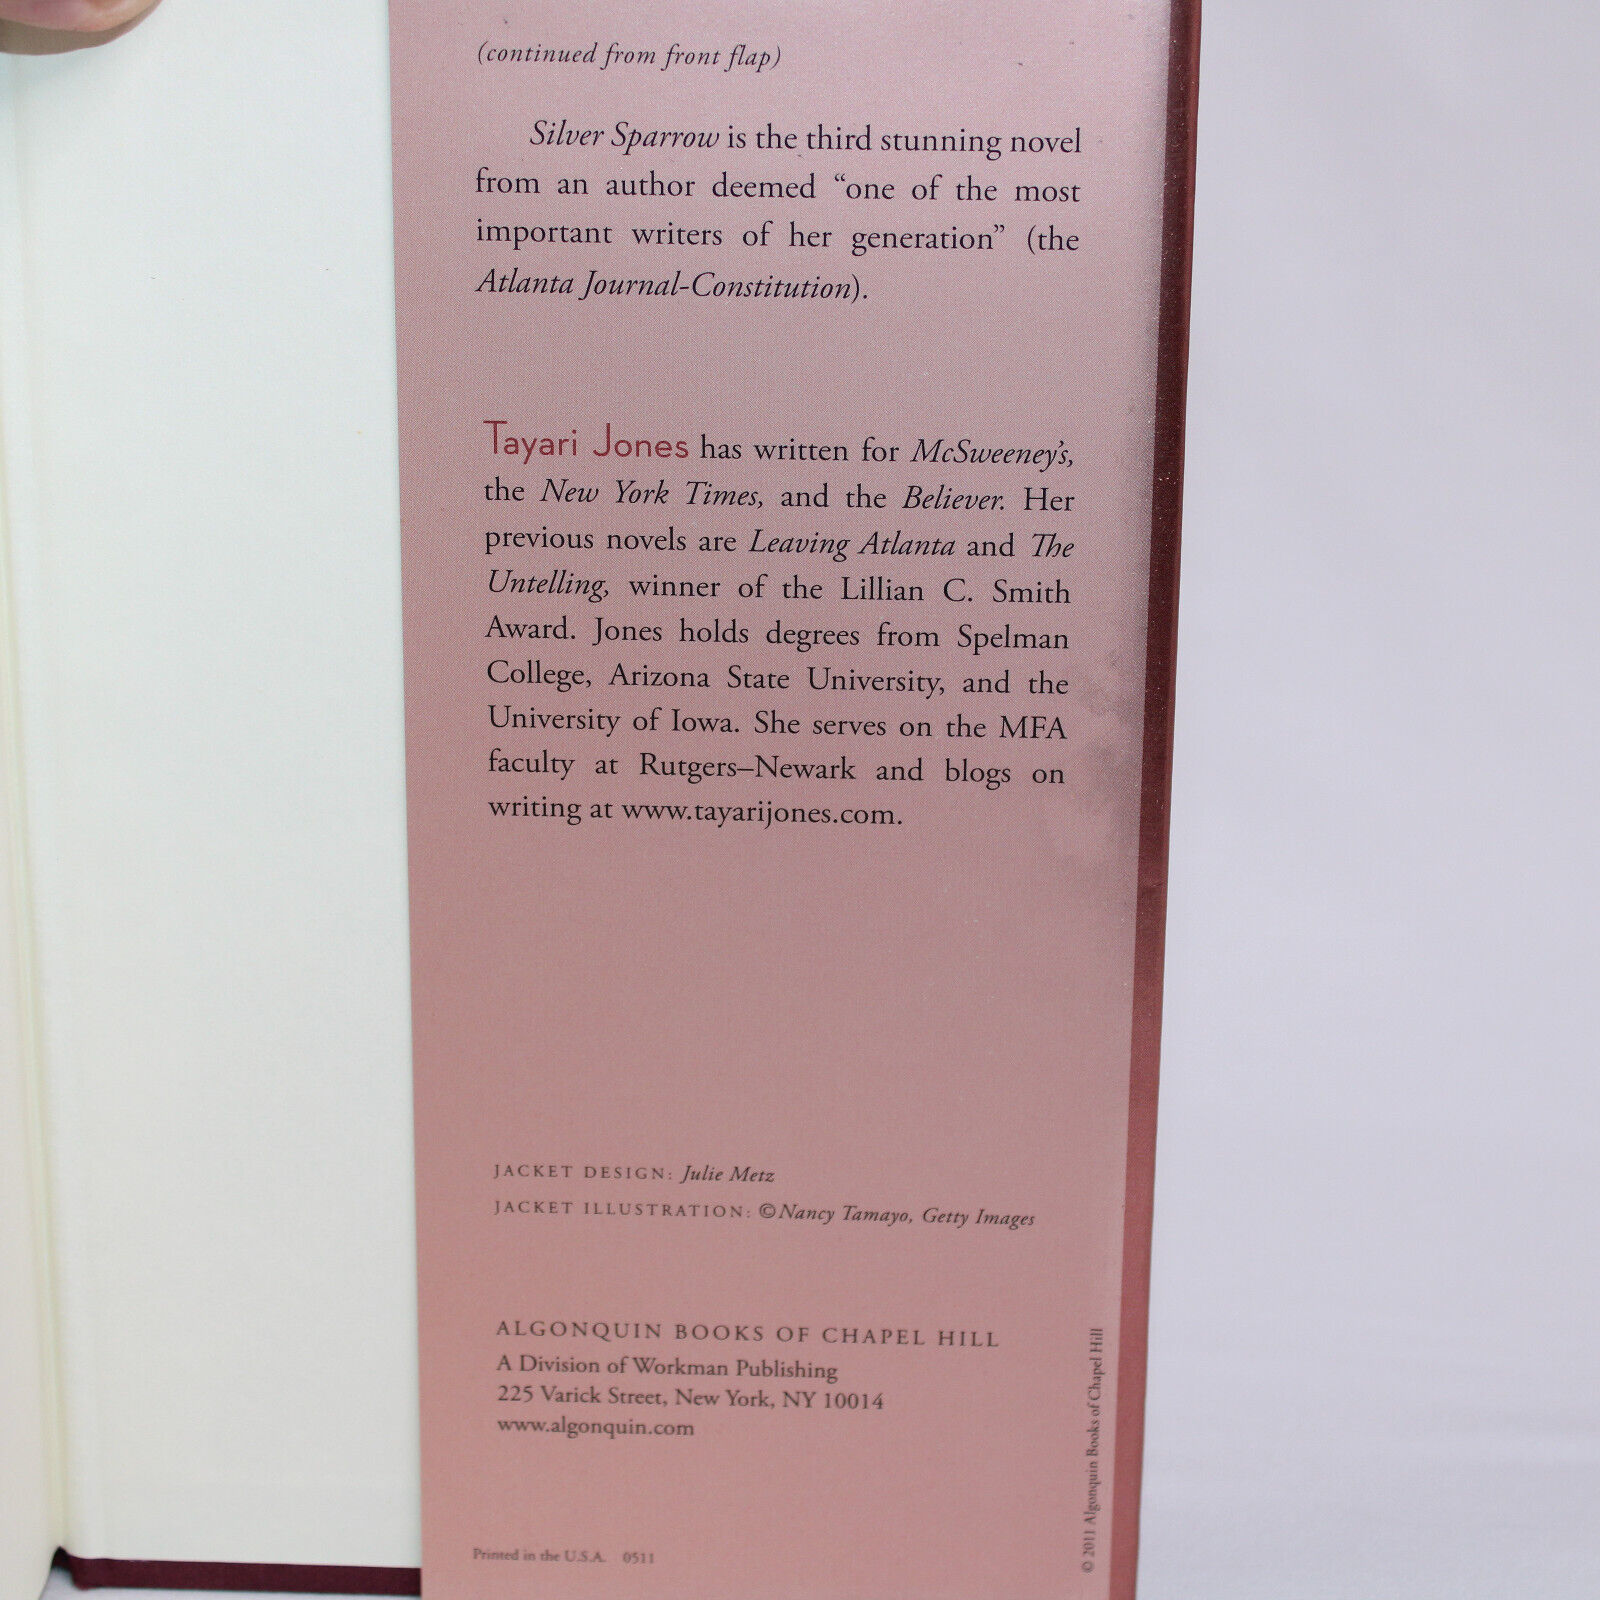 (continued from front flap)
Silver Sparrow is the third stunning novel
from an author deemed “one of the most
important writers of her generation” (the
Atlanta Journal-Constitution).
Tayari Jones has written for McSweeney’s,
the New York Times, and the Believer. Her
previous novels are Leaving Atlanta and The
Untelling, winner of the Lillian C. Smith
Award. Jones holds degrees from Spelman
College, Arizona State University, and the
University of Iowa. She serves on the MFA
faculty at Rutgers–Newark and blogs on
writing at www.tayarijones.com.
JACKET DESIGN: Julie Metz
JACKET ILLUSTRATION: ©Nancy Tamayo, Getty Images
ALGONQUIN BOOKS OF CHAPEL HILL
A Division of Workman Publishing
225 Varick Street, New York, NY 10014
www.algonquin.com
Printed in the U.S.A. 0511
© 2011 Algonquin Books of Chapel Hill